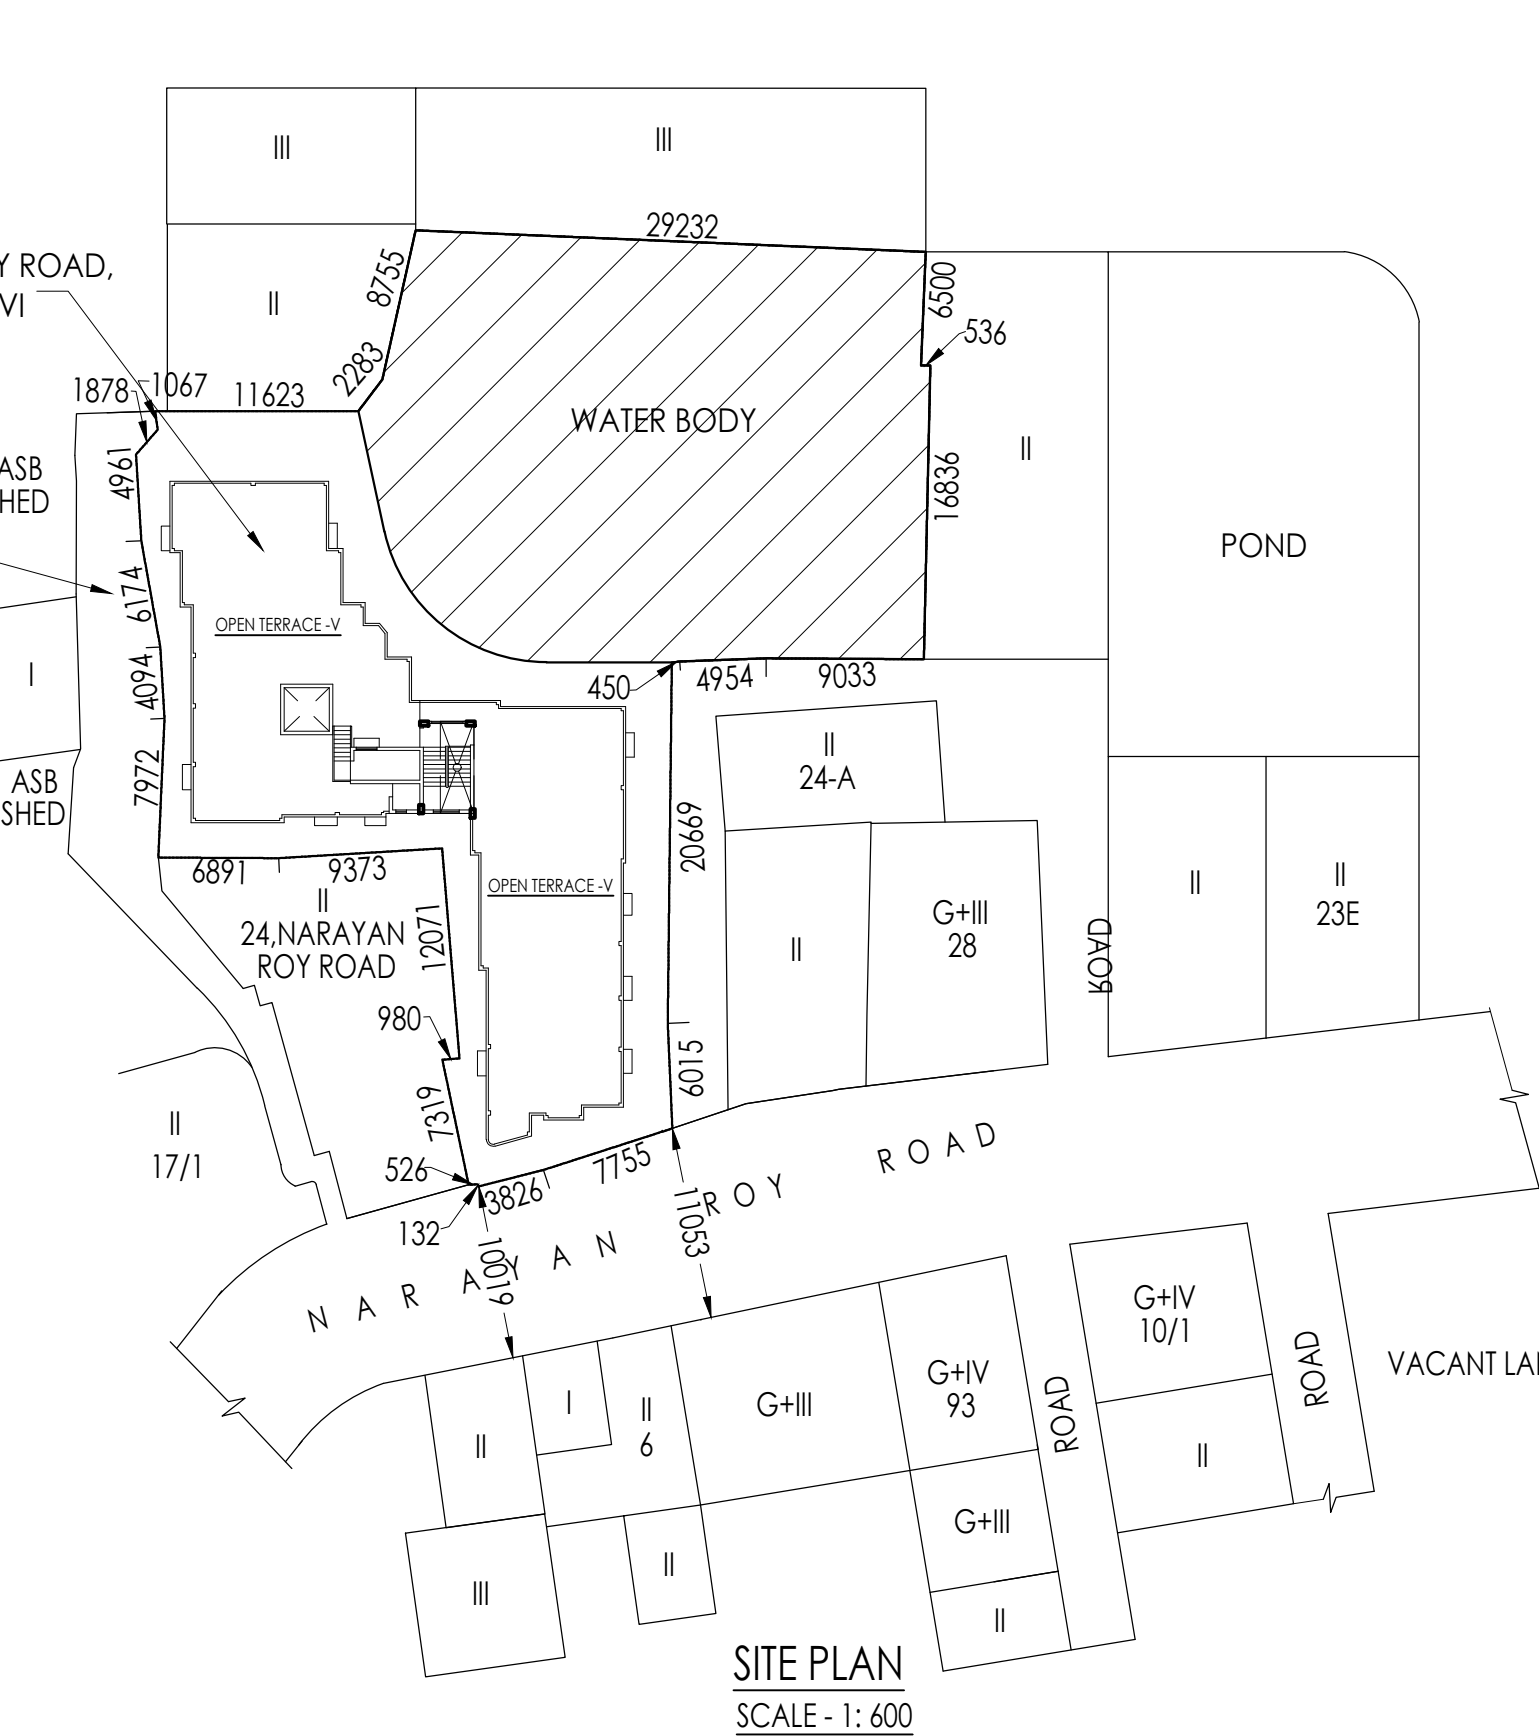 III
III
29232
Y ROAD,
VI
8755
II
6500
536
2283
1878
1067
11623
WATER BODY
II
ASB
HED
4961
16836
POND
6174
OPEN TERRACE -V
I
4094
450
4954
9033
II
24-A
ASB
SHED
7972
20669
6891
9373
II
24,NARAYAN
ROY ROAD
OPEN TERRACE -V
12071
II
G+III
28
ROAD
II
II
23E
980
6015
7319
II
17/1
526
132
3826
7755
11053
10019
NARAYAN ROY ROAD
G+IV
10/1
ROAD
VACANT LA
I
II
6
G+III
G+IV
93
ROAD
II
II
G+III
II
III
II
SITE PLAN
SCALE - 1: 600